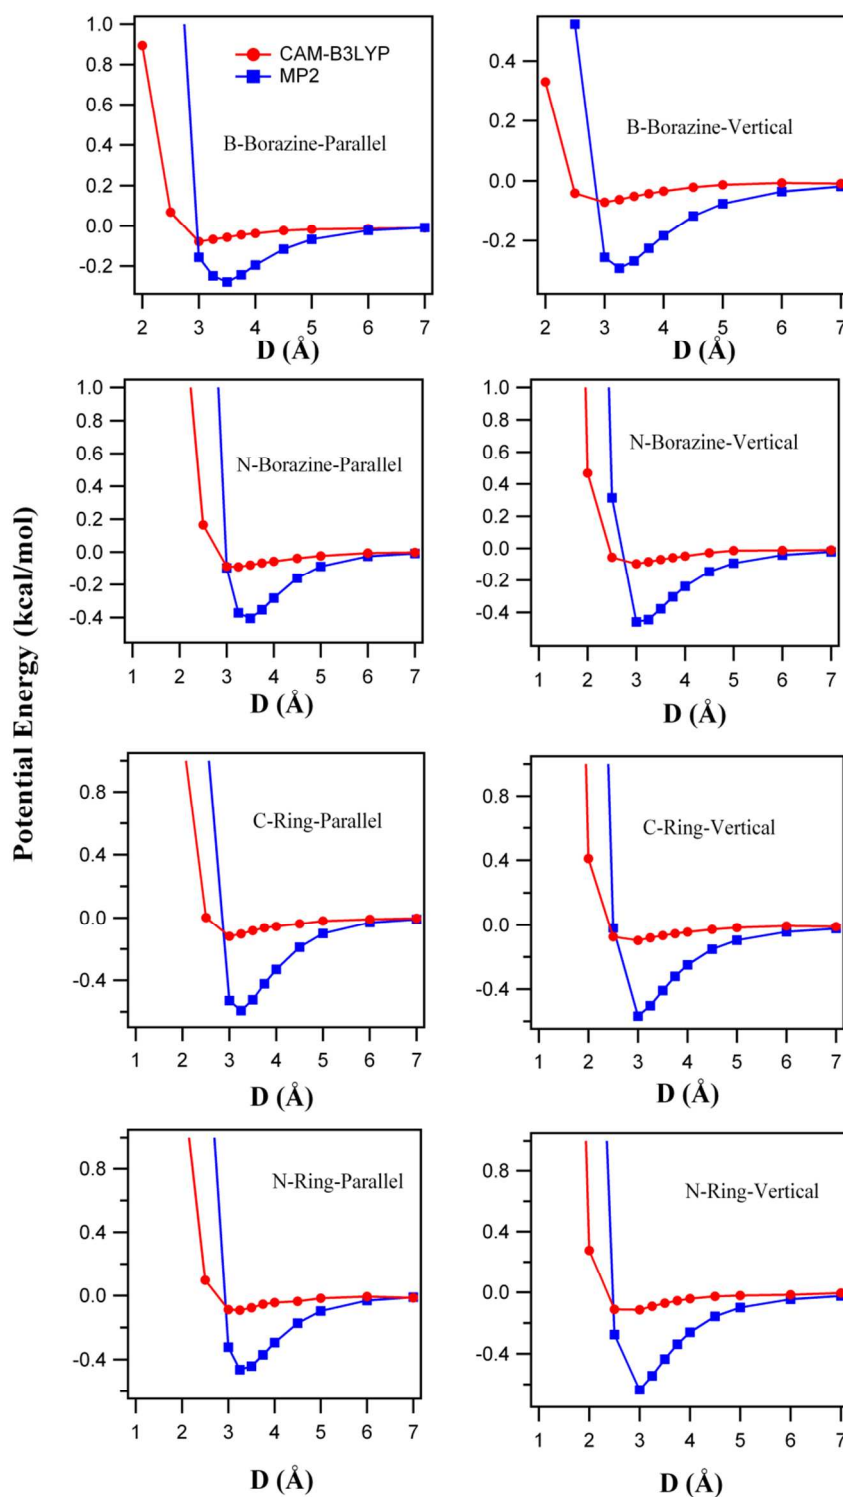 Potential Energy (kcal/mol)
1.0
0.8
0.6
0.4
0.2
0.0
-0.2
CAM-B3LYP
MP2
B-Borazine-Parallel
2 3 4 5 6 7
D (Å)
0.4
0.2
0.0
-0.2
B-Borazine-Vertical
2 3 4 5 6 7
D (Å)
1.0
0.8
0.6
0.4
0.2
0.0
-0.2
-0.4
N-Borazine-Parallel
1 2 3 4 5 6 7
D (Å)
1.0
0.8
0.6
0.4
0.2
0.0
-0.2
-0.4
N-Borazine-Vertical
1 2 3 4 5 6 7
D (Å)
0.8
0.4
0.0
-0.4
C-Ring-Parallel
1 2 3 4 5 6 7
D (Å)
0.8
0.4
0.0
-0.4
C-Ring-Vertical
1 2 3 4 5 6 7
D (Å)
0.8
0.4
0.0
-0.4
N-Ring-Parallel
1 2 3 4 5 6 7
D (Å)
0.8
0.4
0.0
-0.4
N-Ring-Vertical
1 2 3 4 5 6 7
D (Å)